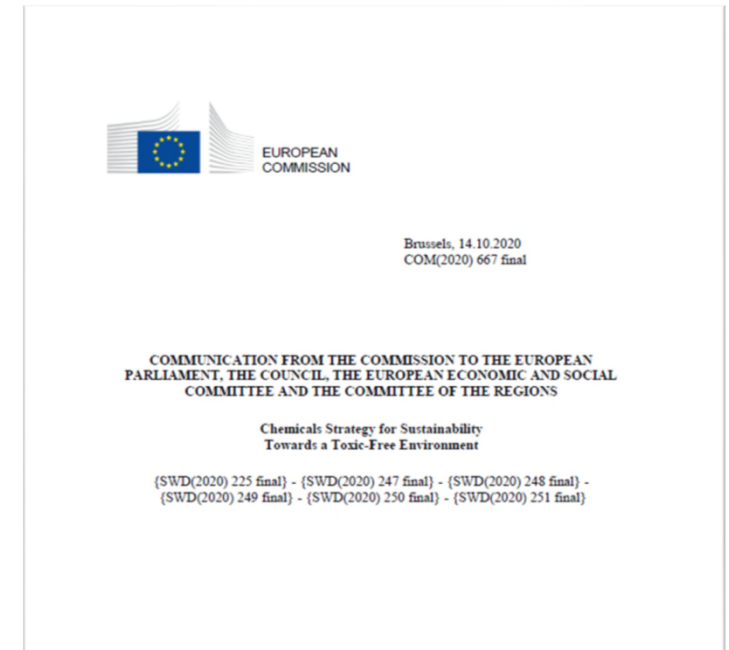 EUROPEAN
COMMISSION
Brussels, 14.10.2020
COM(2020) 667 final
COMMUNICATION FROM THE COMMISSION TO THE EUROPEAN
PARLIAMENT, THE COUNCIL, THE EUROPEAN ECONOMIC AND SOCIAL
COMMITTEE AND THE COMMITTEE OF THE REGIONS
Chemicals Strategy for Sustainability
Towards a Toxic-Free Environment
{SWD(2020) 225 final} - {SWD(2020) 247 final} - {SWD(2020) 248 final} -
{SWD(2020) 249 final} - {SWD(2020) 250 final} - {SWD(2020) 251 final}